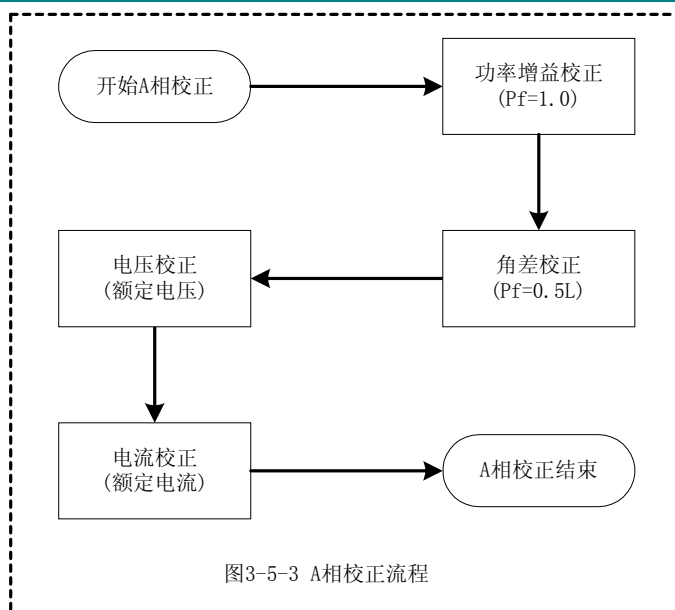 开始A相校正
功率增益校正
(Pf=1.0)
角差校正
(Pf=0.5L)
电压校正
(额定电压)
电流校正
(额定电流)
A相校正结束
图3-5-3 A相校正流程